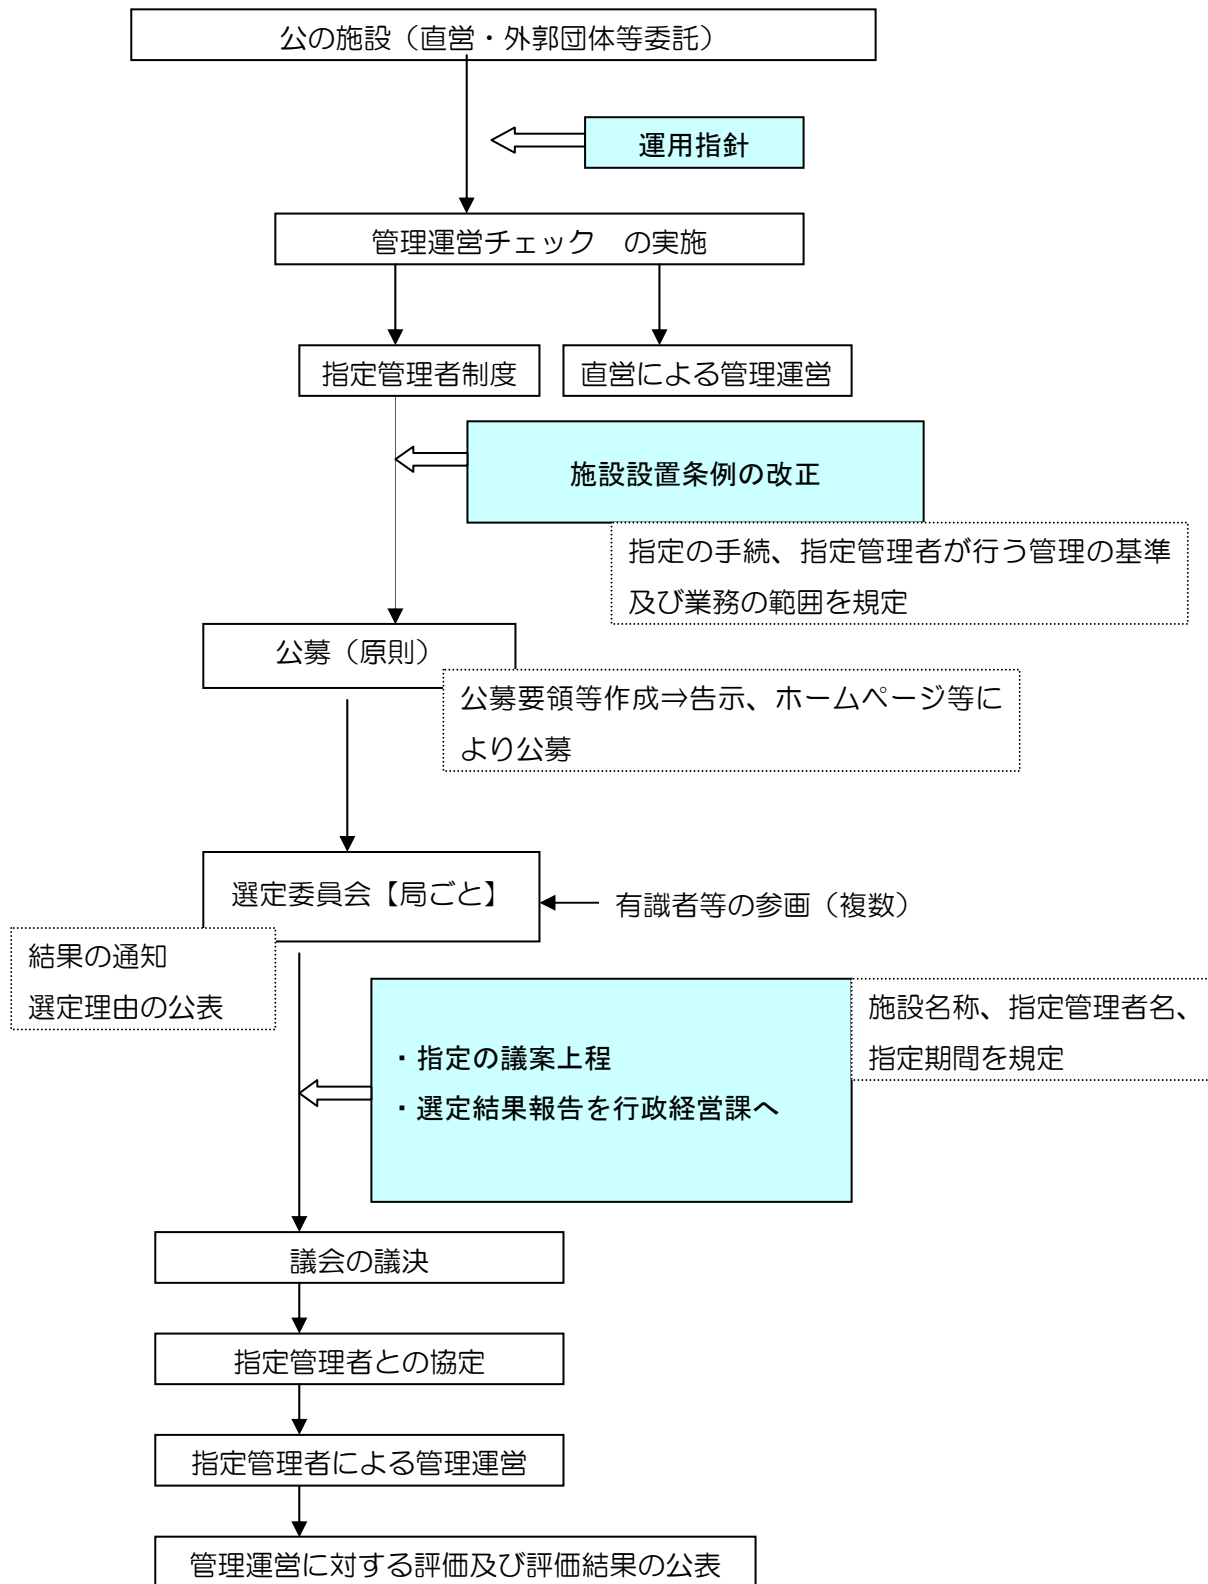 公の施設（直営・外郭団体等委託）
運用指針
管理運営チェック　の実施
指定管理者制度
直営による管理運営
施設設置条例の改正
指定の手続、指定管理者が行う管理の基準
及び業務の範囲を規定
公募（原則）
公募要領等作成⇒告示、ホームページ等に
より公募
選定委員会【局ごと】
有識者等の参画（複数）
結果の通知
選定理由の公表
施設名称、指定管理者名、
指定期間を規定
・指定の議案上程
・選定結果報告を行政経営課へ
議会の議決
指定管理者との協定
指定管理者による管理運営
管理運営に対する評価及び評価結果の公表